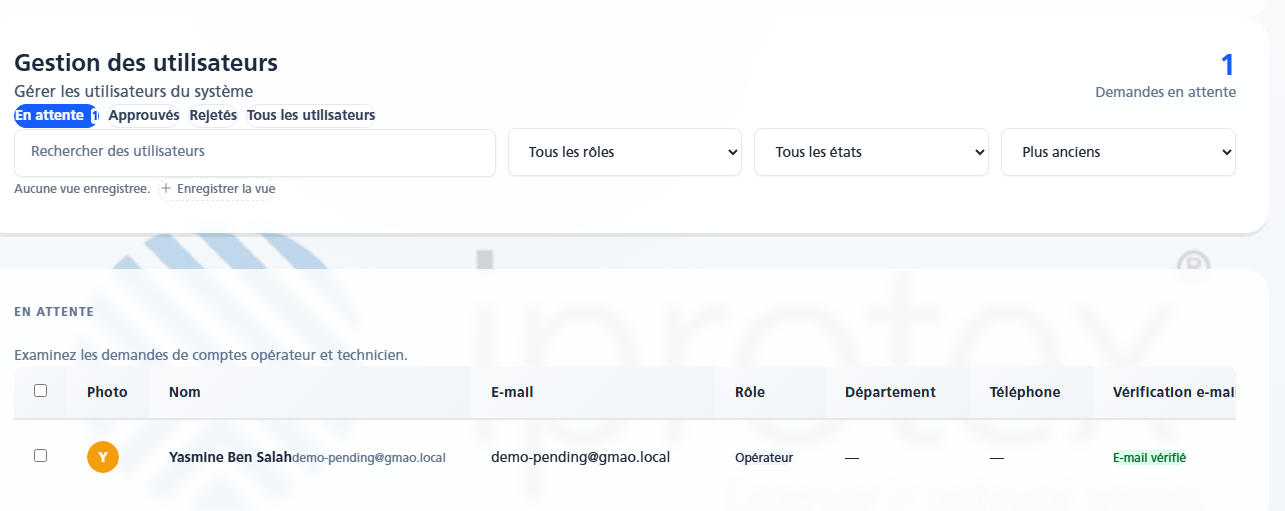 Gestion des utilisateurs
1
Gérer les utilisateurs du système
Demandes en attente
En attente 1 Approuvés Rejetés Tous les utilisateurs
Rechercher des utilisateurs Tous les rôles Tous les états Plus anciens
Aucune vue enregistree. + Enregistrer la vue
iprotex ®
EN ATTENTE
Examinez les demandes de comptes opérateur et technicien.
Photo Nom E-mail Rôle Département Téléphone Vérification e-mail
Y Yasmine Ben Salahdemo-pending@gmao.local demo-pending@gmao.local Opérateur — — E-mail vérifié